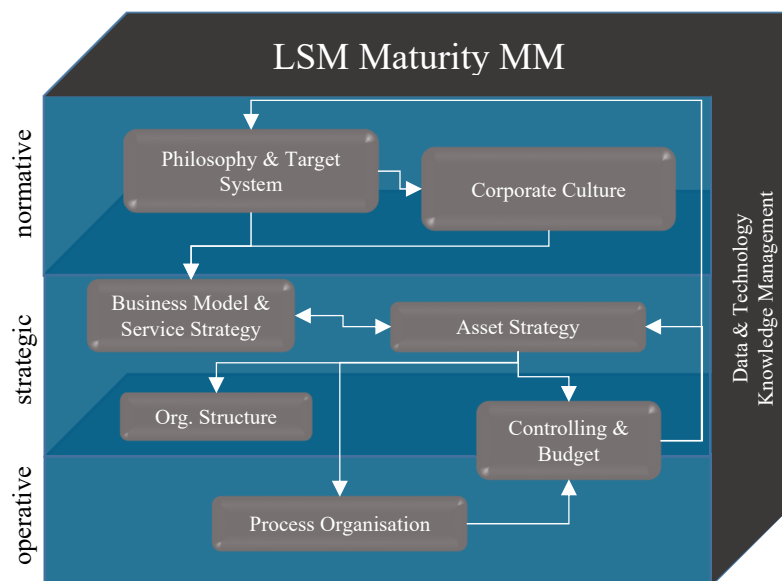 LSM Maturity MM
normative
Philosophy & Target
System
Corporate Culture
strategic
Business Model &
Service Strategy
Asset Strategy
Org. Structure
Controlling &
Budget
operative
Process Organisation
Data & Technology
Knowledge Management